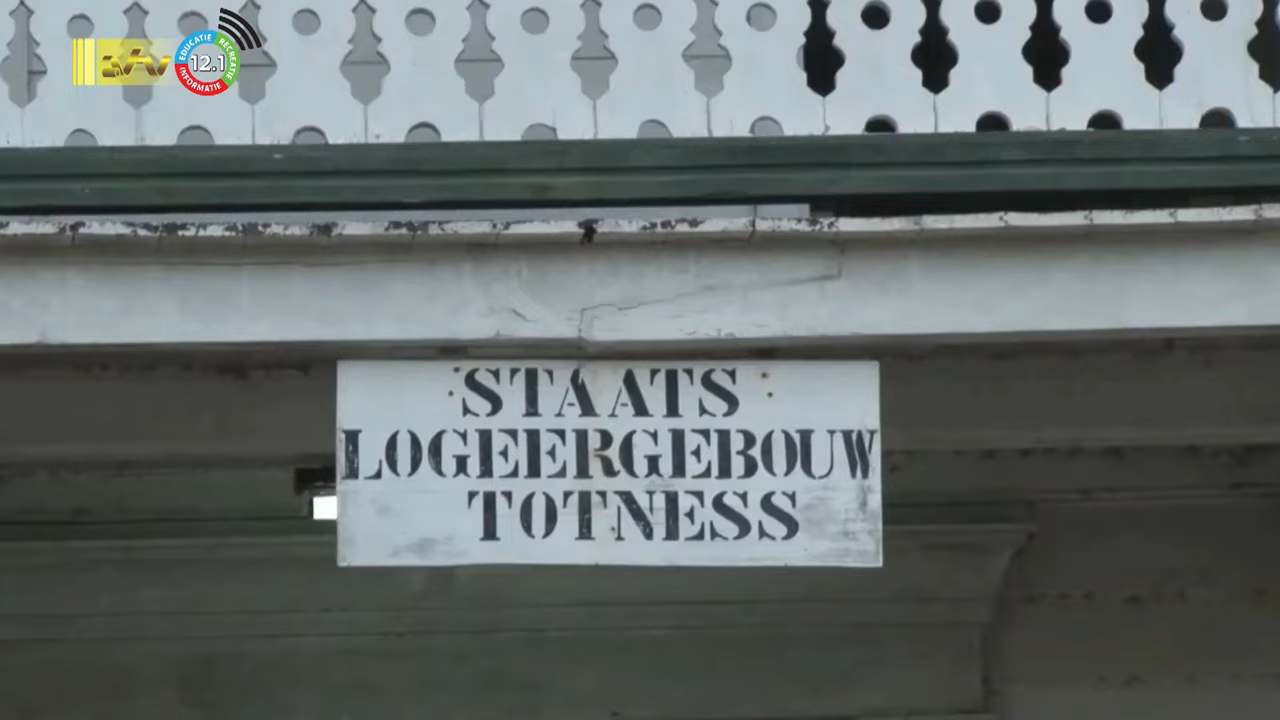 EDUCATIE
RECREATIE
12.1
INFORMATIE
STAATS
LOGEERGEBOUW
TOTNESS